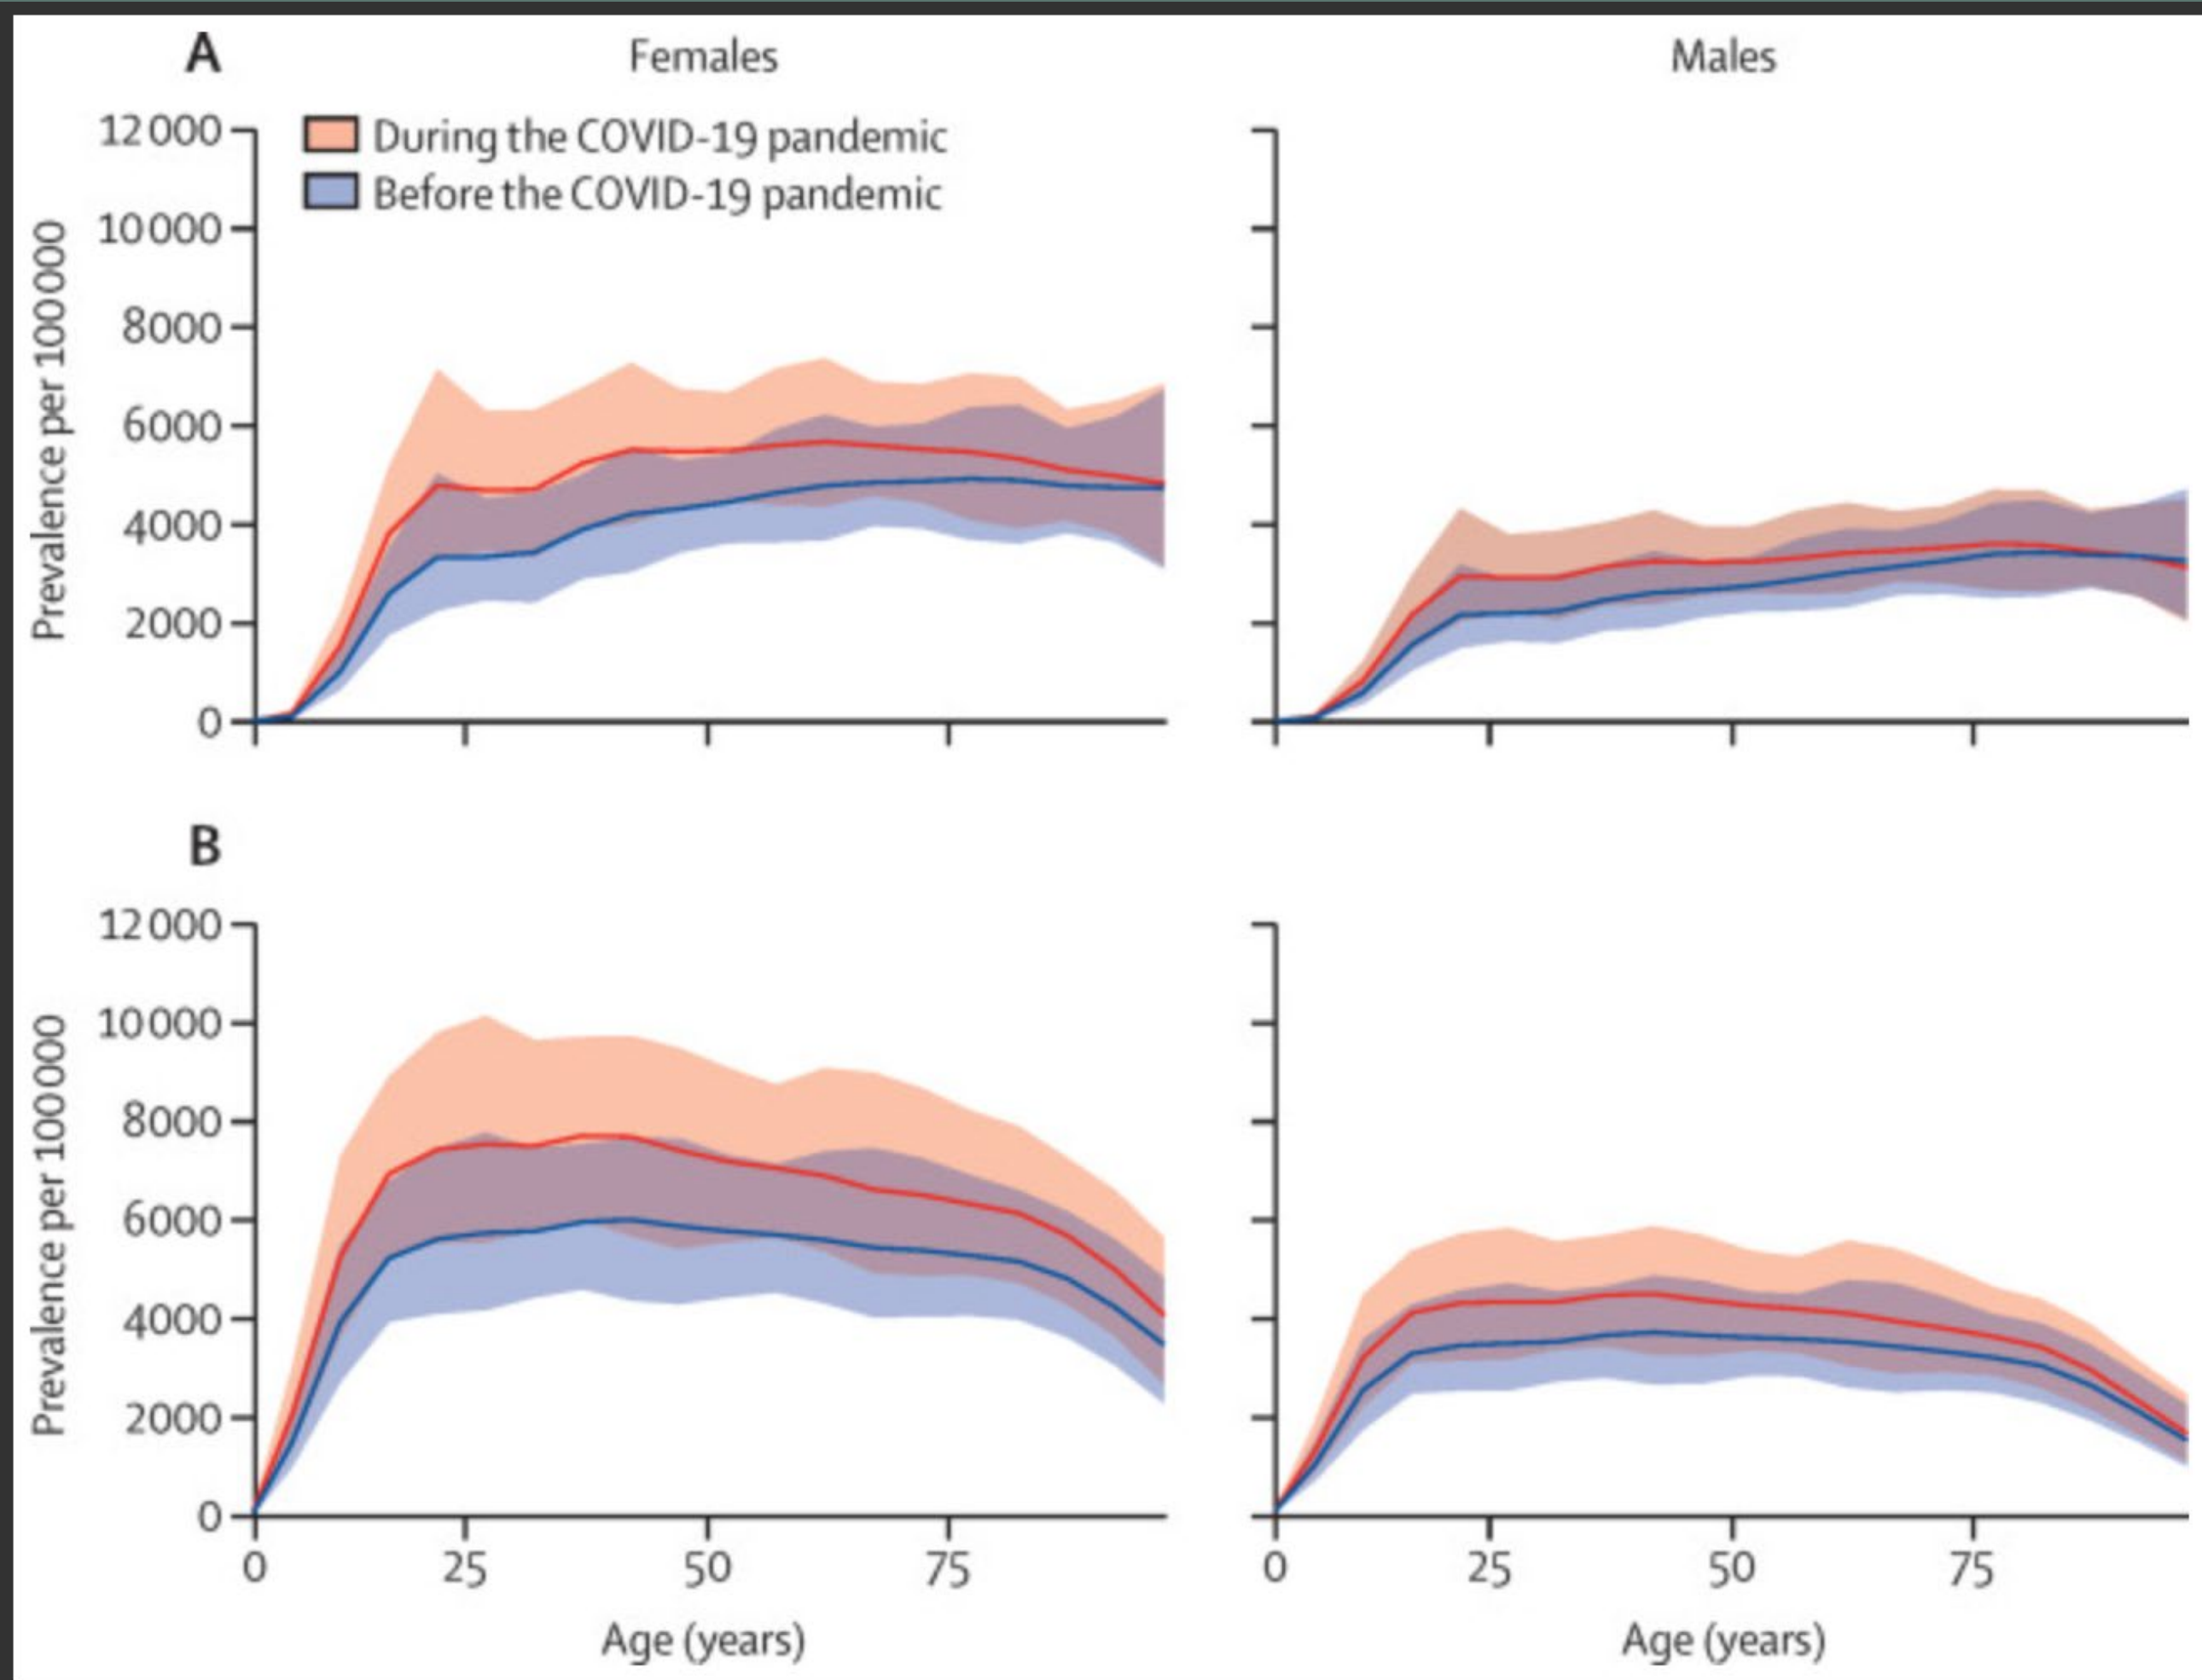 A
Females
Males
During the COVID-19 pandemic
Before the COVID-19 pandemic
Prevalence per 100 000
12 000
10 000
8000
6000
4000
2000
0
B
Prevalence per 100 000
12 000
10 000
8000
6000
4000
2000
0
0 25 50 75
0 25 50 75
Age (years)
Age (years)